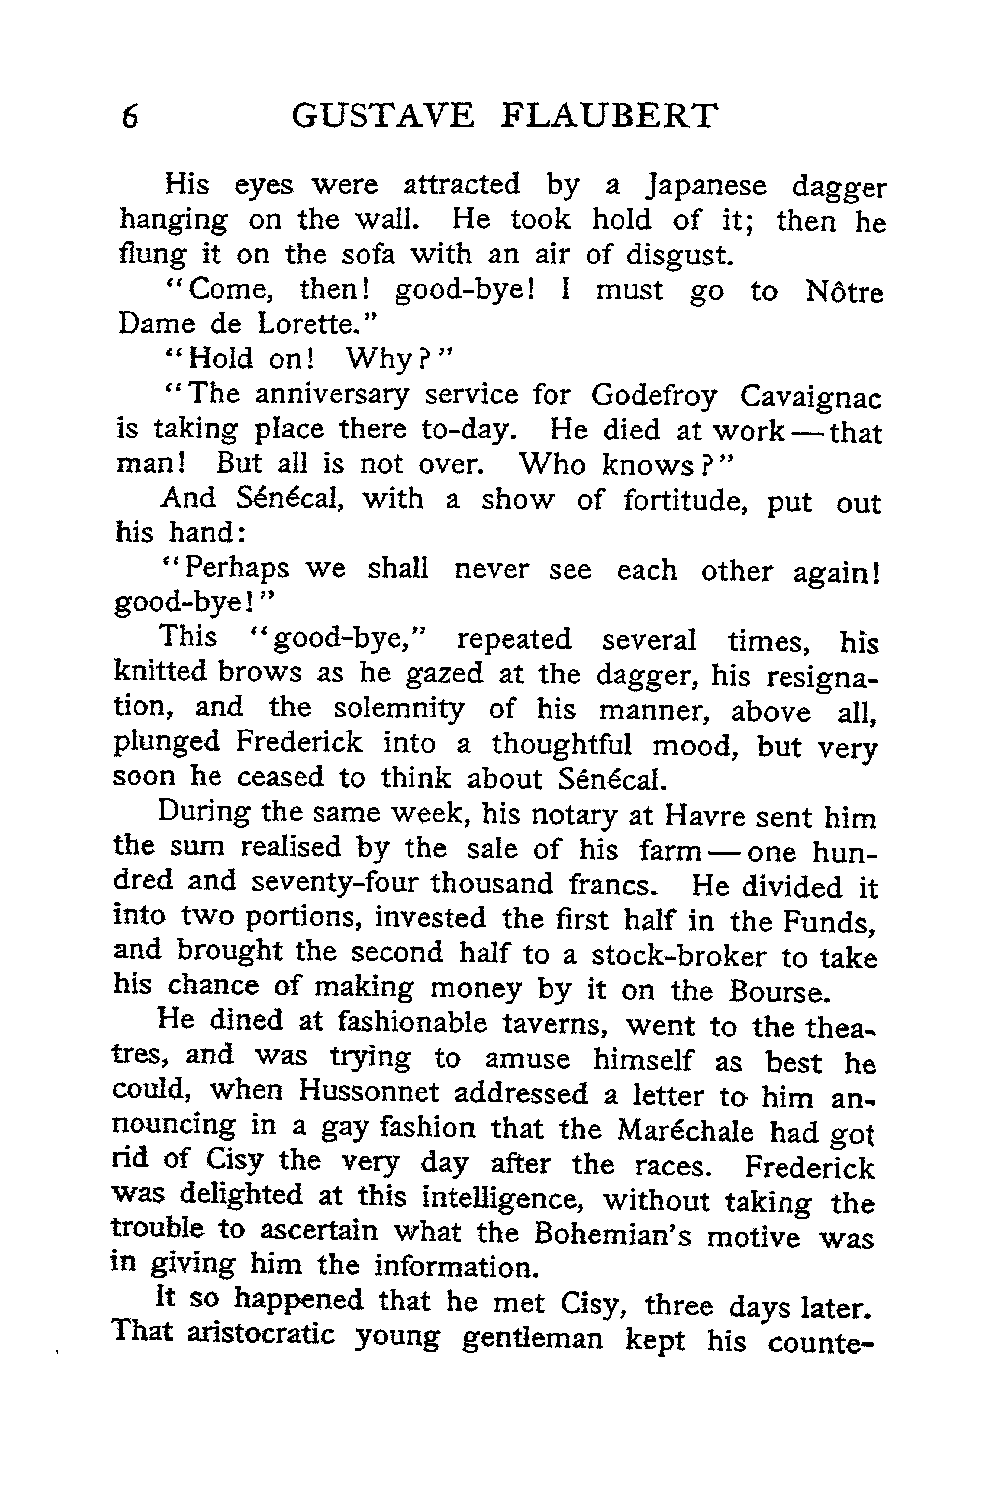 6 GUSTAVE FLAUBERT
His eyes were attracted by a Japanese dagger
hanging on the wall. He took hold of it; then he
flung it on the sofa with an air of disgust.
“Come, then! good-bye! I must go to Nôtre
Dame de Lorette.”
“Hold on! Why?”
“The anniversary service for Godefroy Cavaignac
is taking place there to-day. He died at work—that
man! But all is not over. Who knows?”
And Sénécal, with a show of fortitude, put out
his hand:
“Perhaps we shall never see each other again!
good-bye!”
This “good-bye,” repeated several times, his
knitted brows as he gazed at the dagger, his resigna-
tion, and the solemnity of his manner, above all,
plunged Frederick into a thoughtful mood, but very
soon he ceased to think about Sénécal.
During the same week, his notary at Havre sent him
the sum realised by the sale of his farm—one hun-
dred and seventy-four thousand francs. He divided it
into two portions, invested the first half in the Funds,
and brought the second half to a stock-broker to take
his chance of making money by it on the Bourse.
He dined at fashionable taverns, went to the thea-
tres, and was trying to amuse himself as best he
could, when Hussonnet addressed a letter to him an-
nouncing in a gay fashion that the Maréchale had got
rid of Cisy the very day after the races. Frederick
was delighted at this intelligence, without taking the
trouble to ascertain what the Bohemian’s motive was
in giving him the information.
It so happened that he met Cisy, three days later.
That aristocratic young gentleman kept his counte-